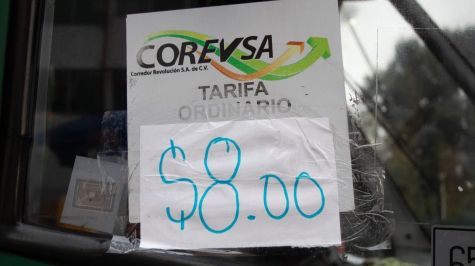 COREVSA
Corredor Revolución S.A. de C.V.
TARIFA
ORDINARIO
$8.00